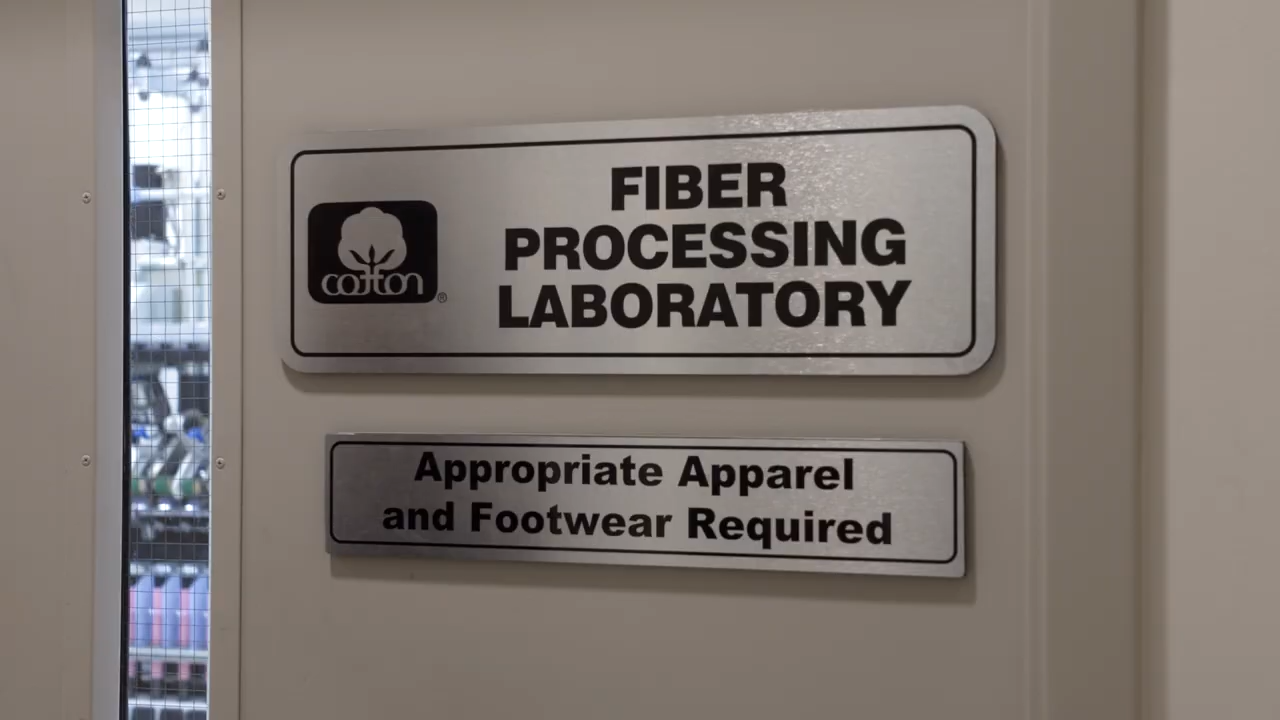 FIBER
PROCESSING
LABORATORY
cotton
®
Appropriate Apparel
and Footwear Required